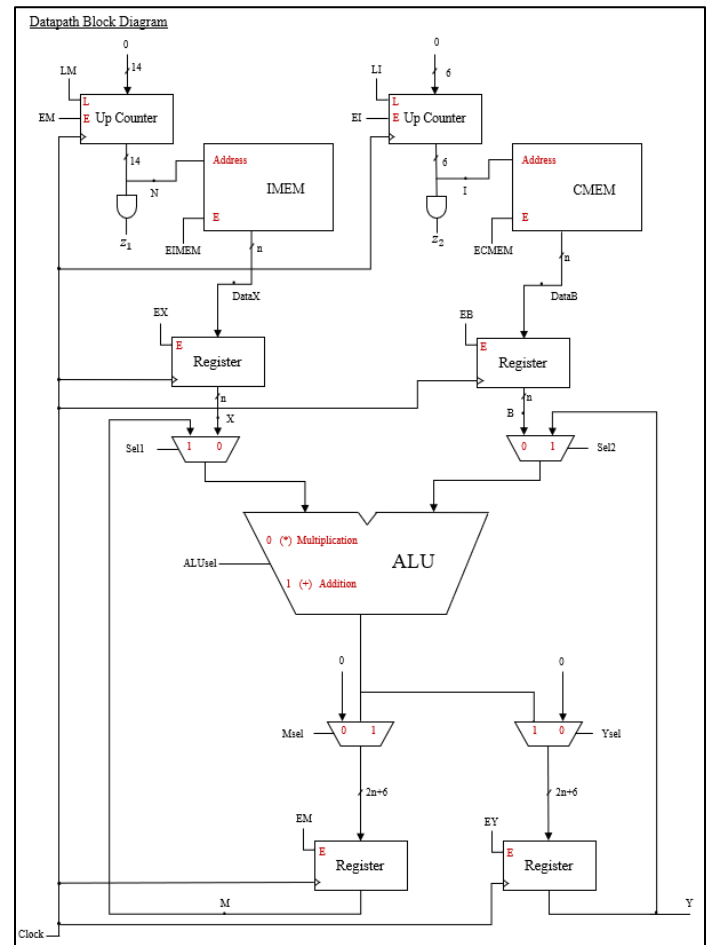 Datapath Block Diagram
0
0
14
6
LM
LI
L
L
EM
E
Up Counter
EI
E
Up Counter
14
6
Address
Address
N
IMEM
I
CMEM
E
E
z1
EIMEM
z2
ECMEM
n
n
DataX
DataB
EX
EB
E
E
Register
Register
n
n
X
B
Sel1
1
0
0
1
Sel2
0 (*) Multiplication
ALUsel
ALU
1 (+) Addition
0
0
Msel
0
1
1
0
Ysel
2n+6
2n+6
EM
EY
E
E
Register
Register
M
Y
Clock